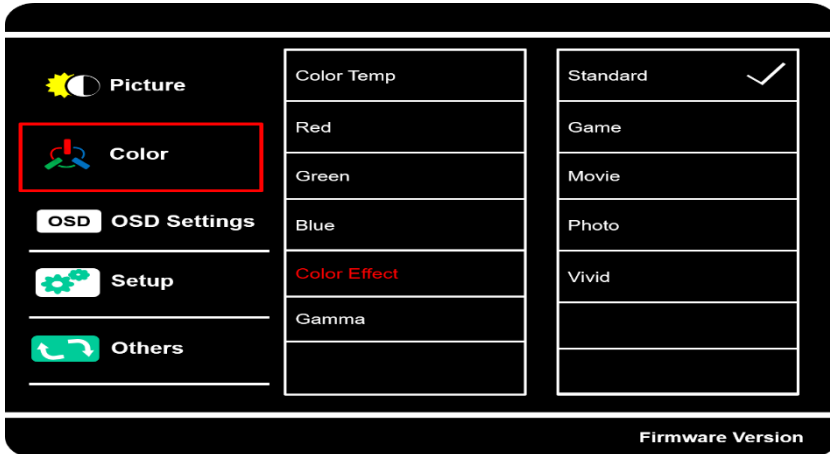 Picture
Color
OSD OSD Settings
Setup
Others
Color Temp
Red
Green
Blue
Color Effect
Gamma
Standard
Game
Movie
Photo
Vivid
Firmware Version